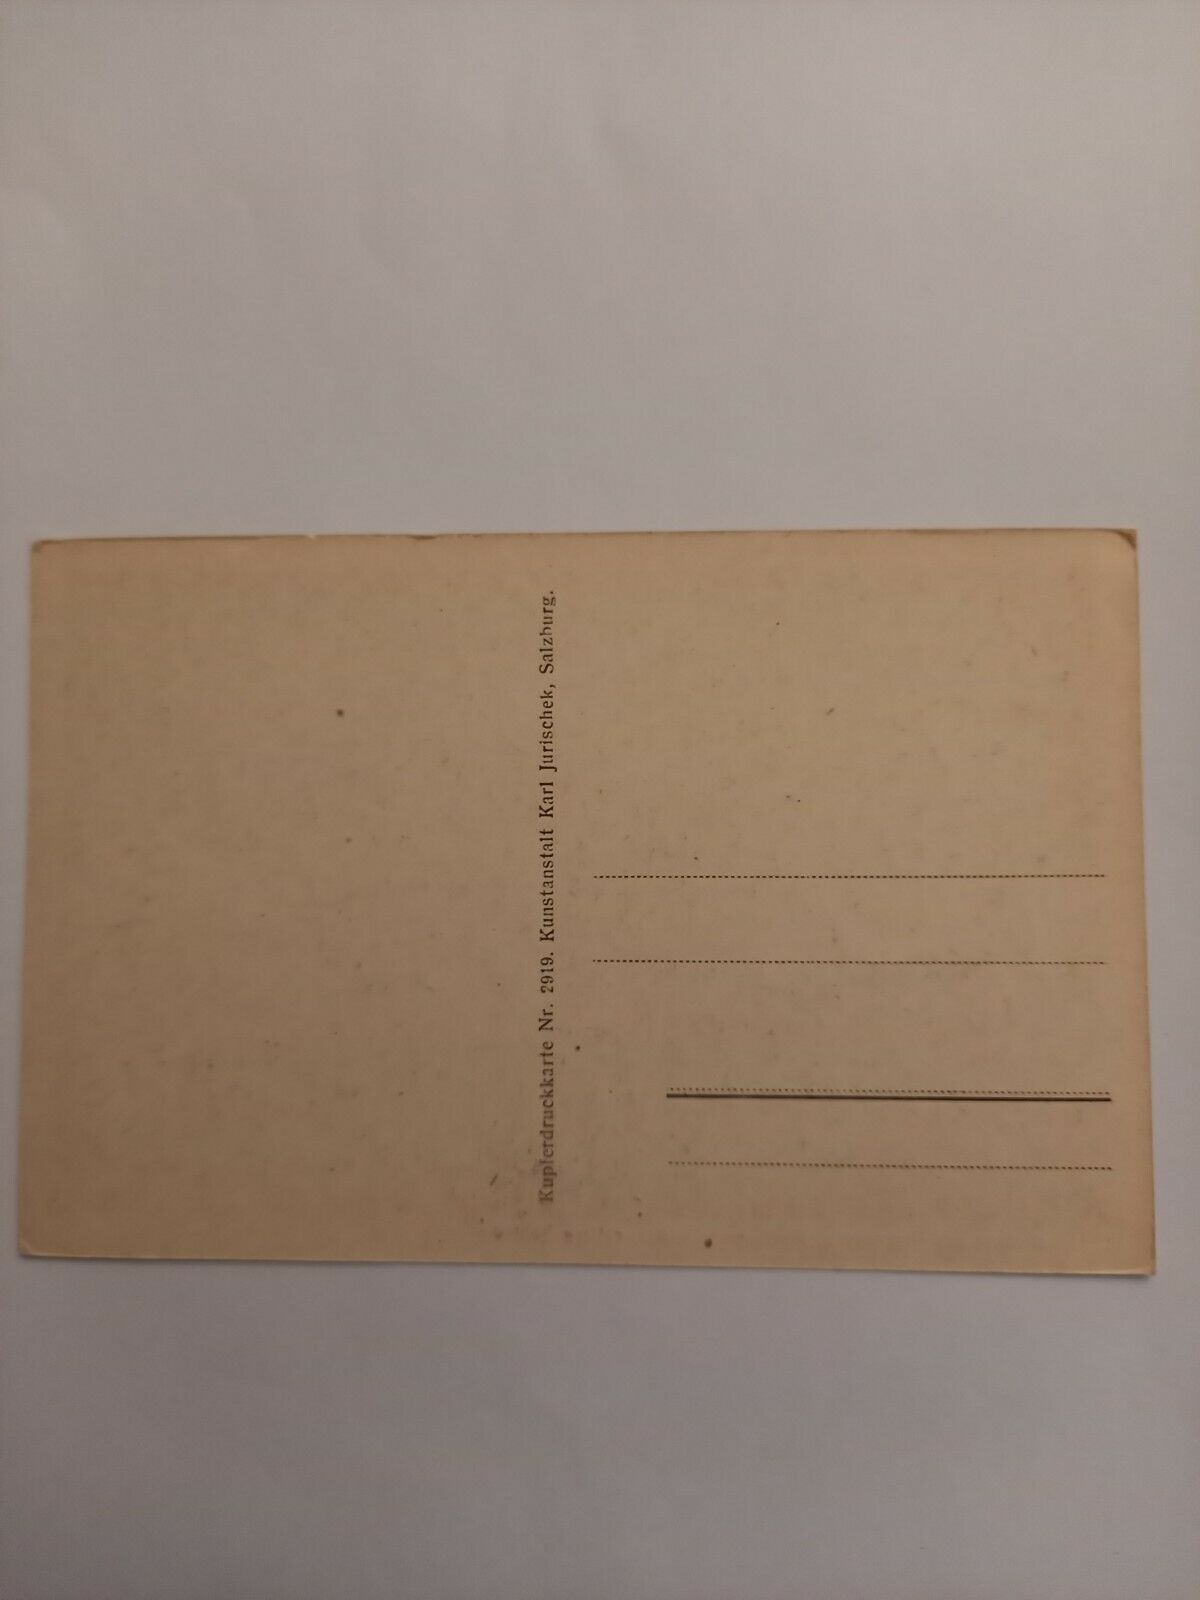 Kupferdruckkarte Nr. 2919. Kunstanstalt Karl Jurischek, Salzburg.